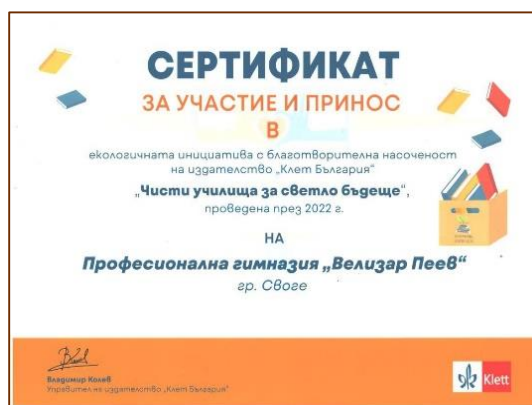 СЕРТИФИКАТ
ЗА УЧАСТИЕ И ПРИНОС
В
екологичната инициатива с благотворителна насоченост
на издателство „Клет България“
„Чисти училища за светло бъдеще“,
проведена през 2022 г.
НА
Професионална гимназия „Велизар Пеев“
гр. Своге
Владимир Колев
Управител на издателство „Клет България“
Klett